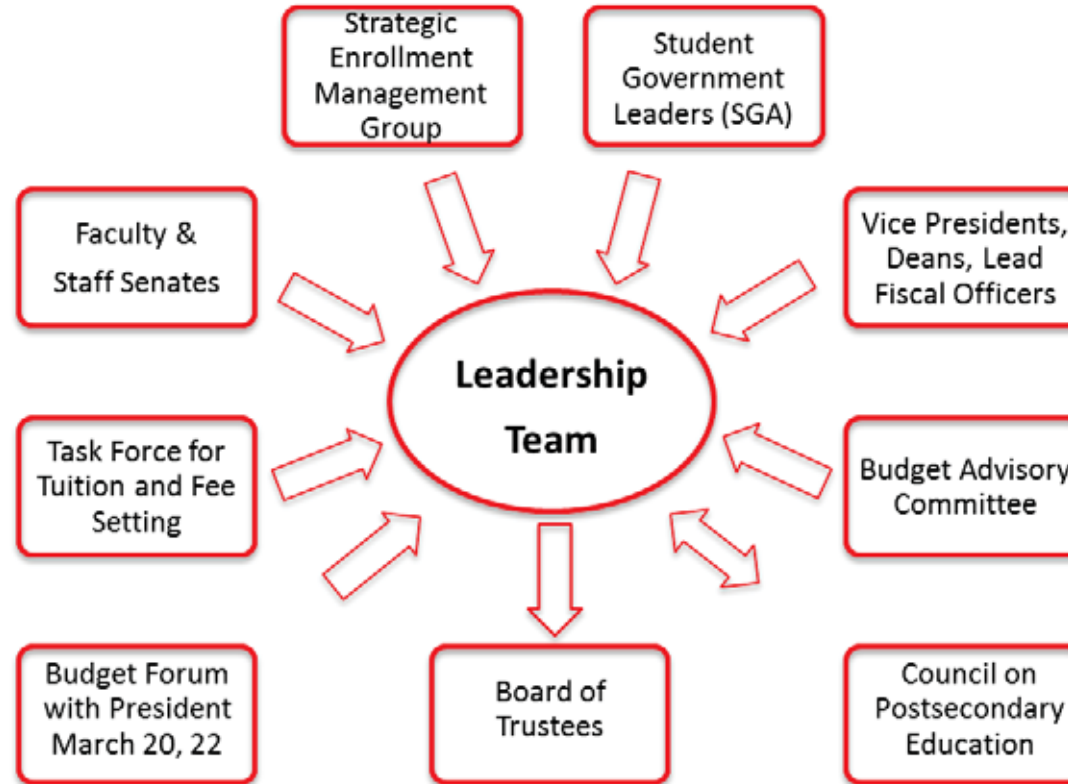 Strategic
Enrollment
Management
Group
Student
Government
Leaders (SGA)
Faculty &
Staff Senates
Vice Presidents,
Deans, Lead
Fiscal Officers
Leadership
Team
Task Force for
Tuition and Fee
Setting
Budget Advisory
Committee
Budget Forum
with President
March 20, 22
Board of
Trustees
Council on
Postsecondary
Education